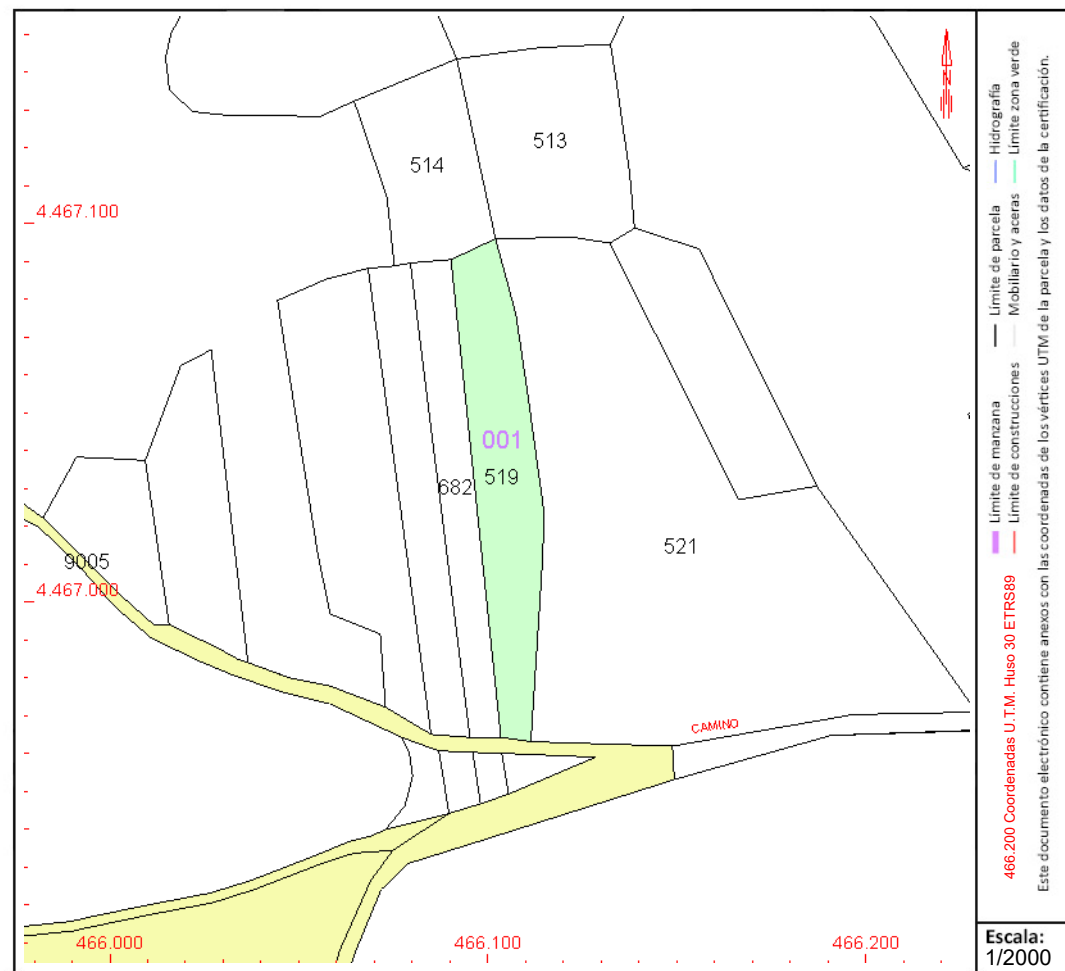 513
514
4.467.100
001
519
682
521
9005
4.467.000
CAMINO
466.000
466.100
466.200
N
Hidrografía
Límite zona verde
Límite de parcela
Mobiliario y aceras
Límite de manzana
Límite de construcciones
466.200 Coordenadas U.T.M. Huso 30 ETRS89
Este documento electrónico contiene anexos con las coordenadas de los vértices UTM de la parcela y los datos de la certificación.
Escala:
1/2000